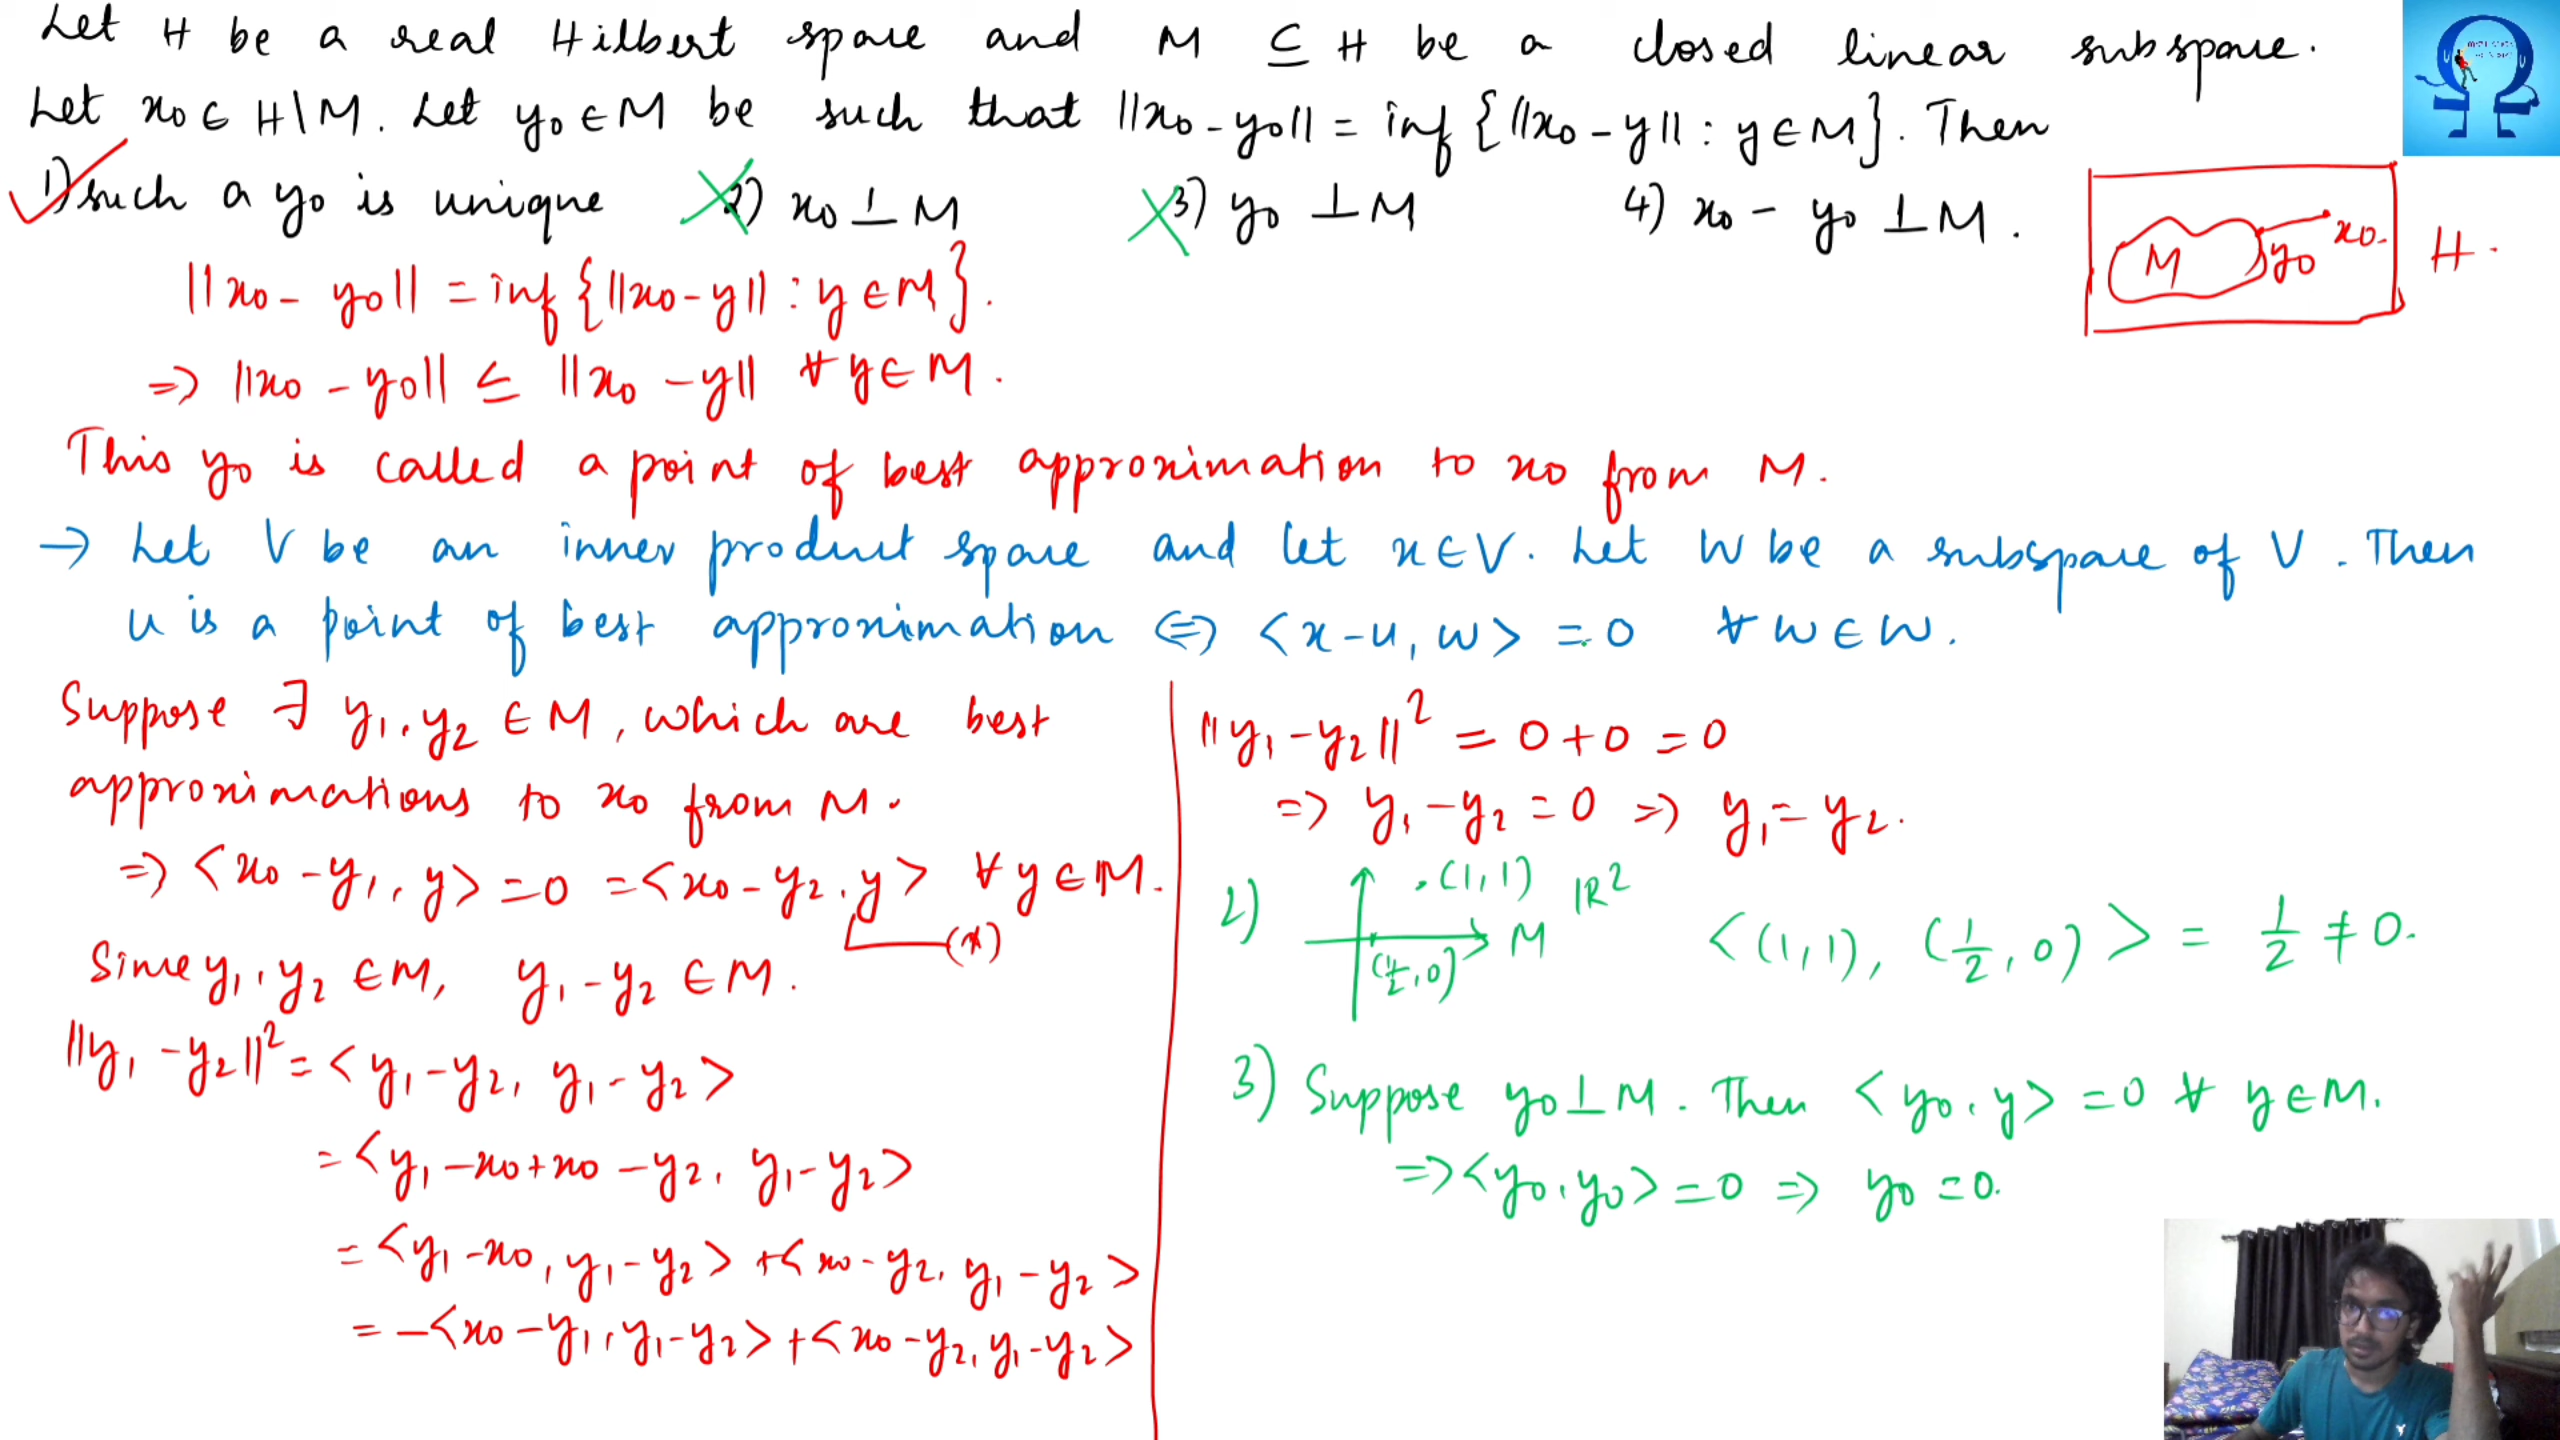 Let H be a real Hilbert space and M ⊆ H be a closed linear subspace.
Let x0 ∈ H\M. Let y0 ∈ M be such that ||x0 - y0|| = inf {||x0 - y|| : y ∈ M}. Then
1) such a y0 is unique 2) x0 ⊥ M 3) y0 ⊥ M 4) x0 - y0 ⊥ M.
M y0 x0. H.
||x0 - y0|| = inf {||x0 - y|| : y ∈ M}.
=> ||x0 - y0|| ≤ ||x0 - y|| ∀ y ∈ M.
This y0 is called a point of best approximation to x0 from M.
→ Let V be an inner product space and let x ∈ V. Let W be a subspace of V. Then
u is a point of best approximation <=> <x-u, w> = 0 ∀ w ∈ W.
Suppose ∃ y1, y2 ∈ M, which are best
approximations to x0 from M.
=> <x0 - y1, y> = 0 = <x0 - y2, y> ∀ y ∈ M.
(*)
Since y1, y2 ∈ M, y1 - y2 ∈ M.
||y1 - y2||² = <y1 - y2, y1 - y2>
= <y1 - x0 + x0 - y2, y1 - y2>
= <y1 - x0, y1 - y2> + <x0 - y2, y1 - y2>
= -<x0 - y1, y1 - y2> + <x0 - y2, y1 - y2>
||y1 - y2||² = 0 + 0 = 0
=> y1 - y2 = 0 => y1 = y2.
2) .(1,1) ℝ² M (1/2, 0) <(1,1), (1/2, 0)> = 1/2 ≠ 0.
3) Suppose y0 ⊥ M. Then <y0, y> = 0 ∀ y ∈ M.
=> <y0, y0> = 0 => y0 = 0.